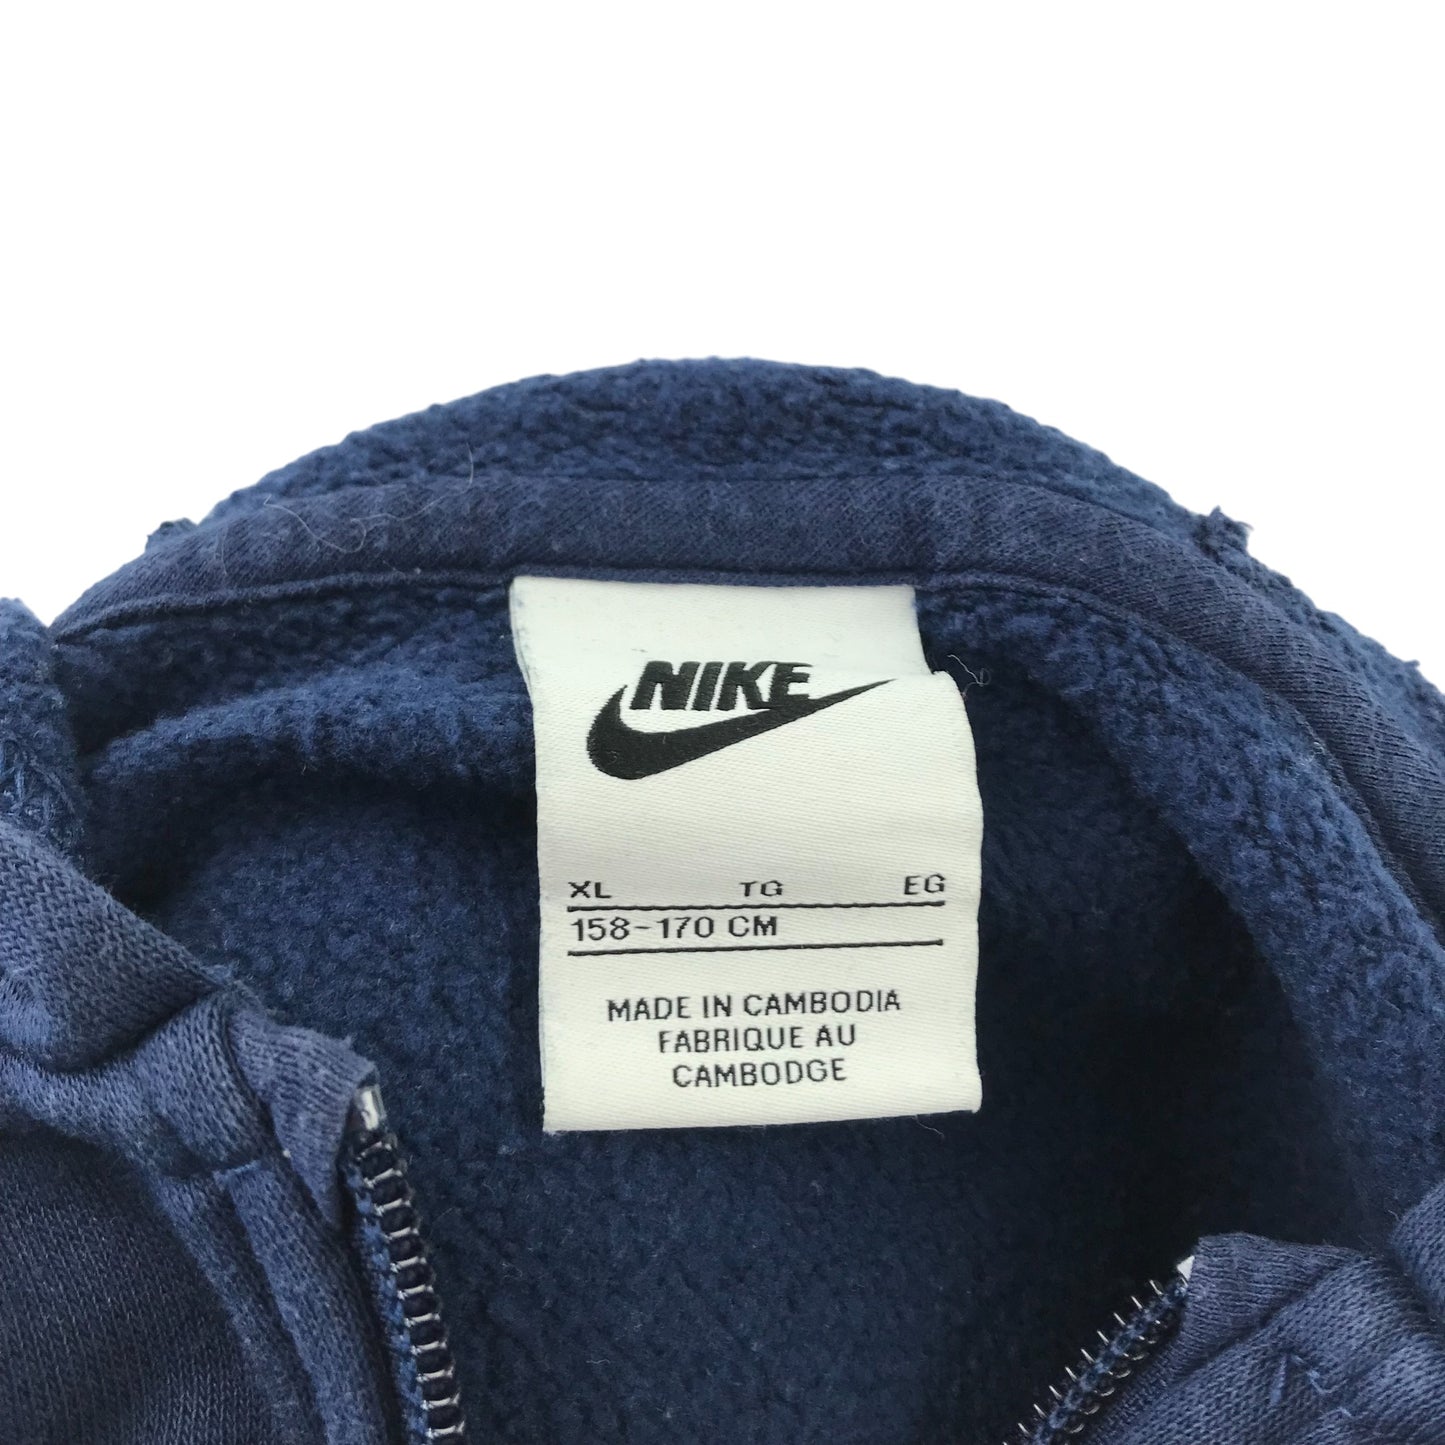 NIKE
XL TG EG
158-170 CM
MADE IN CAMBODIA
FABRIQUE AU
CAMBODGE